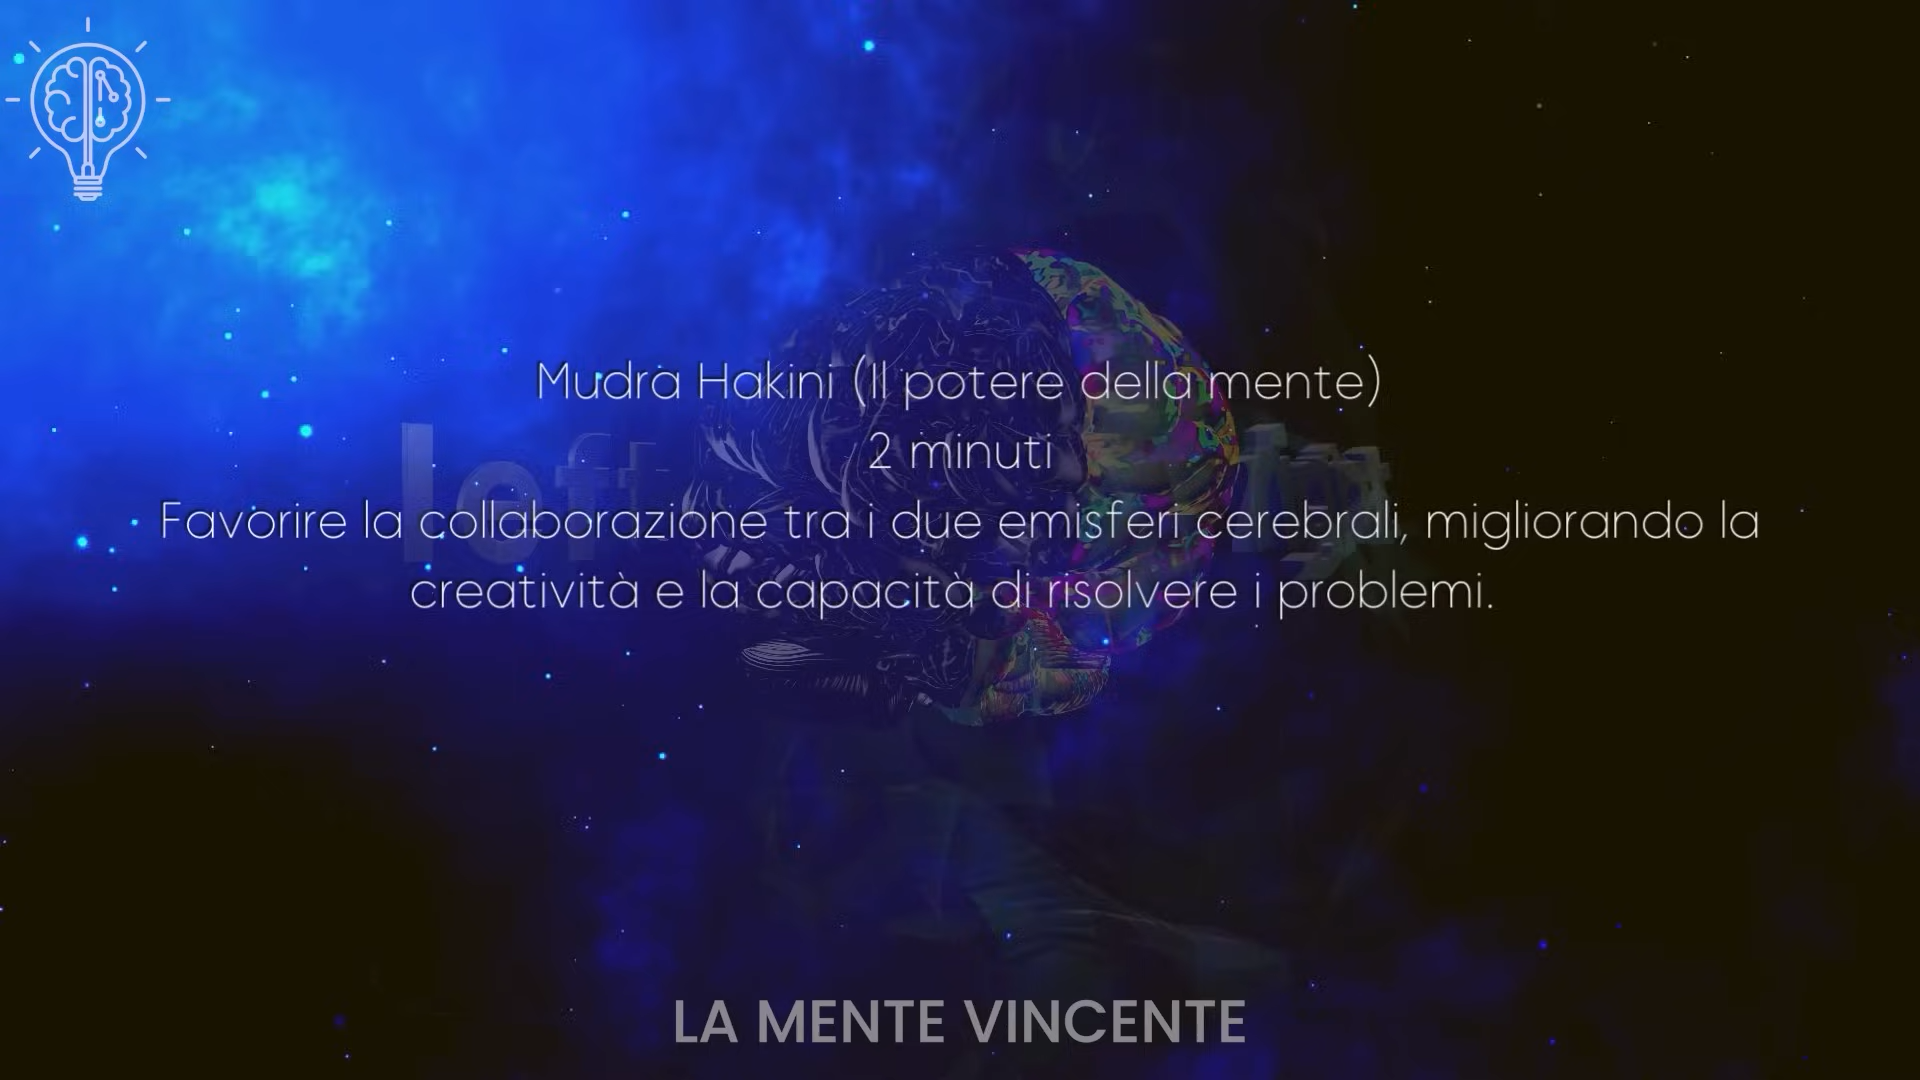 Mudra Hakini (Il potere della mente)
2 minuti
Favorire la collaborazione tra i due emisferi cerebrali, migliorando la
creatività e la capacità di risolvere i problemi.
LA MENTE VINCENTE